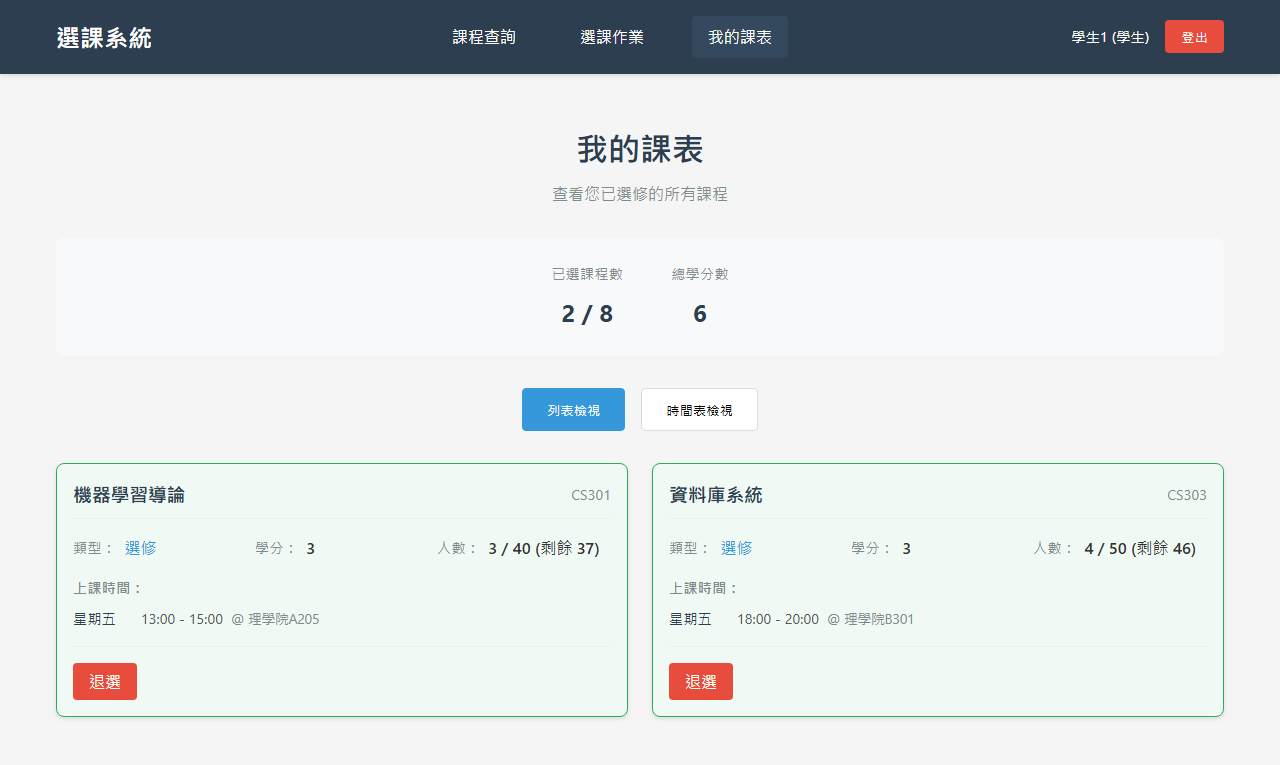 選課系統 課程查詢 選課作業 我的課表 學生1 (學生) 登出
我的課表
查看您已選修的所有課程
已選課程數 總學分數
2 / 8 6
列表檢視 時間表檢視
機器學習導論 CS301
類型： 選修 學分： 3 人數： 3 / 40 (剩餘 37)
上課時間：
星期五 13:00 - 15:00 @ 理學院A205
退選
資料庫系統 CS303
類型： 選修 學分： 3 人數： 4 / 50 (剩餘 46)
上課時間：
星期五 18:00 - 20:00 @ 理學院B301
退選